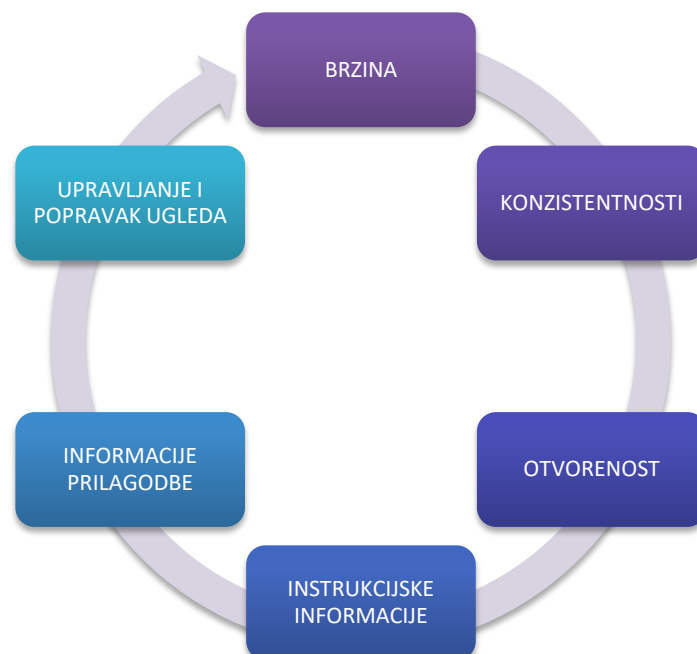 BRZINA
KONZISTENTNOSTI
OTVORENOST
INSTRUKCIJSKE
INFORMACIJE
INFORMACIJE
PRILAGODBE
UPRAVLJANJE I
POPRAVAK UGLEDA